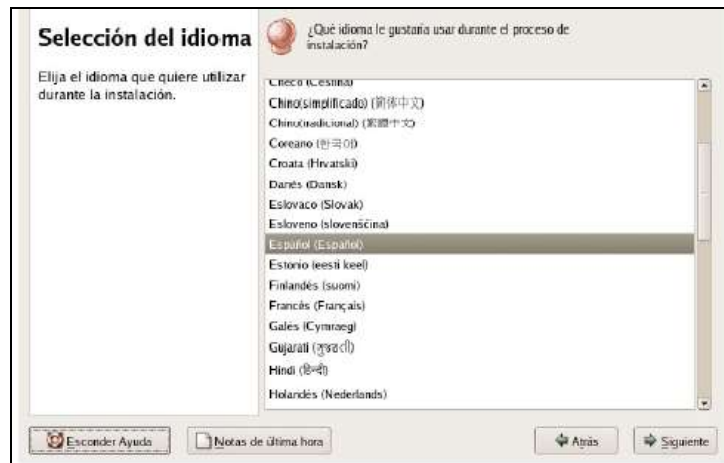 Selección del idioma
Elija el idioma que quiere utilizar
durante la instalación.
¿Qué idioma le gustaría usar durante el proceso de
instalación?
Checo (Čeština)
Chino(simplificado) (简体中文)
Chino(tradicional) (繁體中文)
Coreano (한국어)
Croata (Hrvatski)
Danés (Dansk)
Eslovaco (Slovak)
Esloveno (slovenščina)
Español (Español)
Estonio (eesti keel)
Finlandés (suomi)
Francés (Français)
Galés (Cymraeg)
Gujarati (ગુજરાતી)
Hindi (हिन्दी)
Holandés (Nederlands)
Esconder Ayuda
Notas de última hora
Atrás
Siguiente